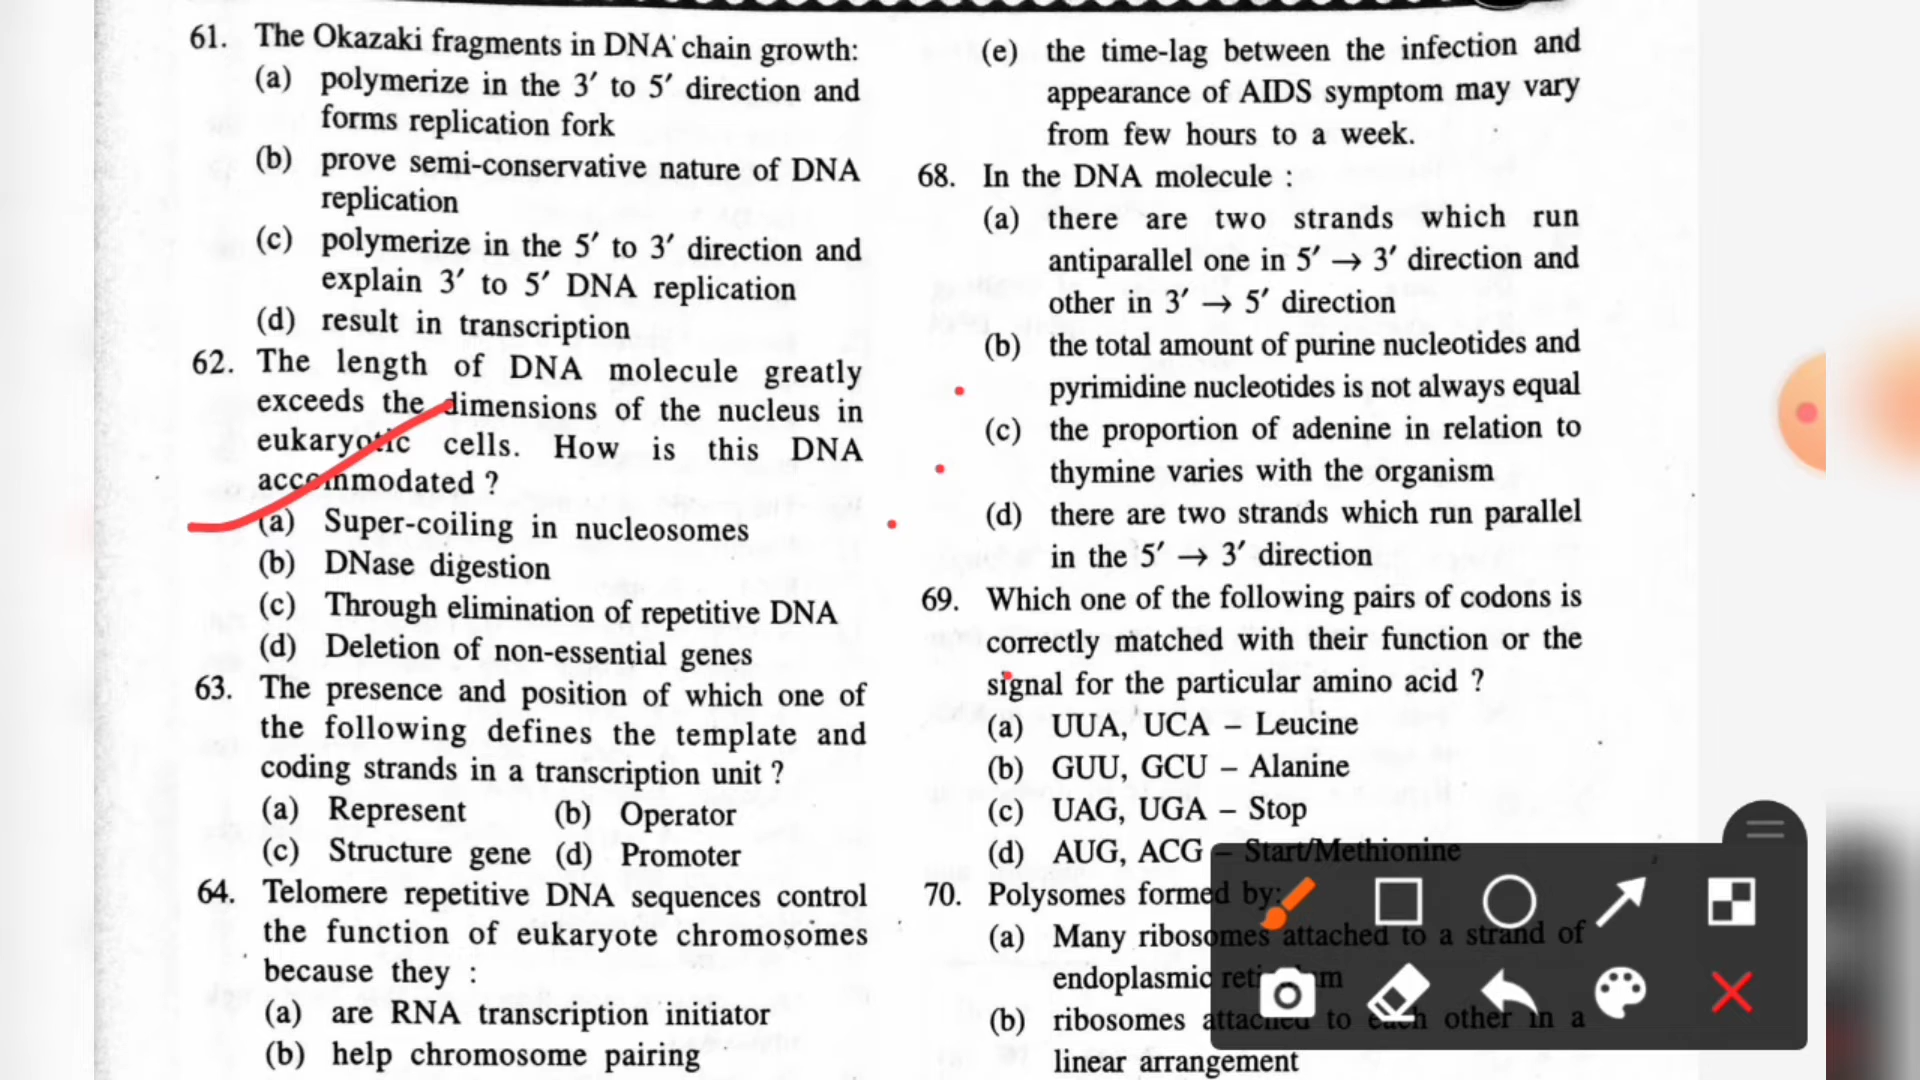 61. The Okazaki fragments in DNA chain growth:
(a) polymerize in the 3′ to 5′ direction and
forms replication fork
(b) prove semi-conservative nature of DNA
replication
(c) polymerize in the 5′ to 3′ direction and
explain 3′ to 5′ DNA replication
(d) result in transcription
62. The length of DNA molecule greatly
exceeds the dimensions of the nucleus in
eukaryotic cells. How is this DNA
accommodated ?
(a) Super-coiling in nucleosomes
(b) DNase digestion
(c) Through elimination of repetitive DNA
(d) Deletion of non-essential genes
63. The presence and position of which one of
the following defines the template and
coding strands in a transcription unit ?
(a) Represent (b) Operator
(c) Structure gene (d) Promoter
64. Telomere repetitive DNA sequences control
the function of eukaryote chromosomes
because they :
(a) are RNA transcription initiator
(b) help chromosome pairing
(e) the time-lag between the infection and
appearance of AIDS symptom may vary
from few hours to a week.
68. In the DNA molecule :
(a) there are two strands which run
antiparallel one in 5′ → 3′ direction and
other in 3′ → 5′ direction
(b) the total amount of purine nucleotides and
pyrimidine nucleotides is not always equal
(c) the proportion of adenine in relation to
thymine varies with the organism
(d) there are two strands which run parallel
in the 5′ → 3′ direction
69. Which one of the following pairs of codons is
correctly matched with their function or the
signal for the particular amino acid ?
(a) UUA, UCA – Leucine
(b) GUU, GCU – Alanine
(c) UAG, UGA – Stop
(d) AUG, ACG – Start/Methionine
70. Polysomes formed by:
(a) Many ribosomes attached to a strand of
endoplasmic
(b) ribosomes attached to each other in a
linear arrangement